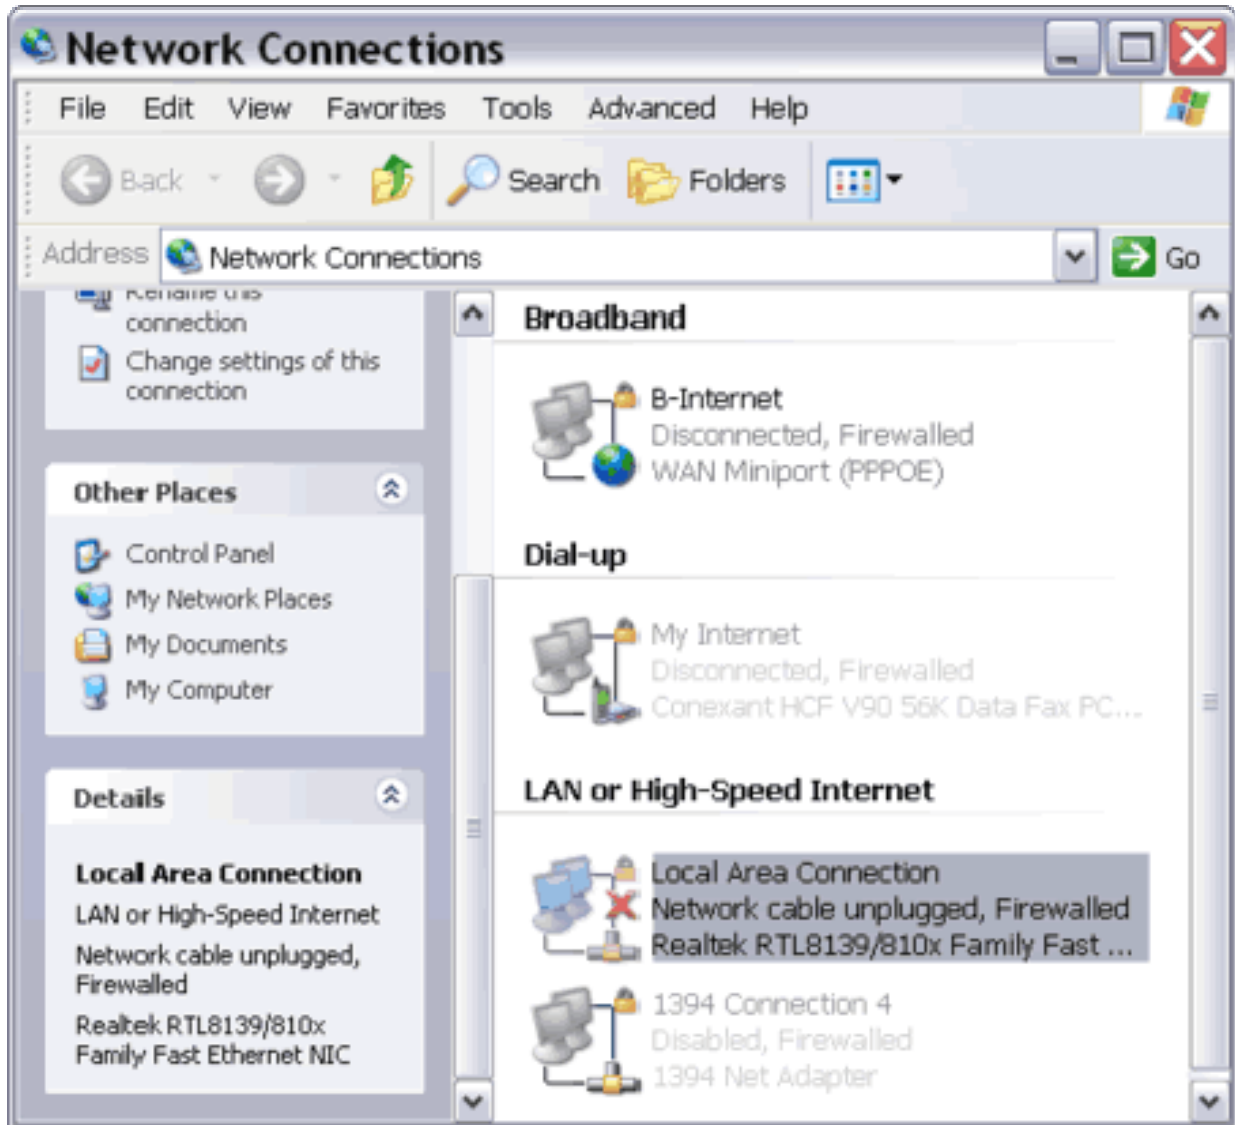 Network Connections
File Edit View Favorites Tools Advanced Help
Back Search Folders
Address Network Connections Go
Rename this
connection
Change settings of this
connection
Other Places
Control Panel
My Network Places
My Documents
My Computer
Details
Local Area Connection
LAN or High-Speed Internet
Network cable unplugged,
Firewalled
Realtek RTL8139/810x
Family Fast Ethernet NIC
Broadband
B-Internet
Disconnected, Firewalled
WAN Miniport (PPPOE)
Dial-up
My Internet
Disconnected, Firewalled
Conexant HCF V90 56K Data Fax PC...
LAN or High-Speed Internet
Local Area Connection
Network cable unplugged, Firewalled
Realtek RTL8139/810x Family Fast ...
1394 Connection 4
Disabled, Firewalled
1394 Net Adapter